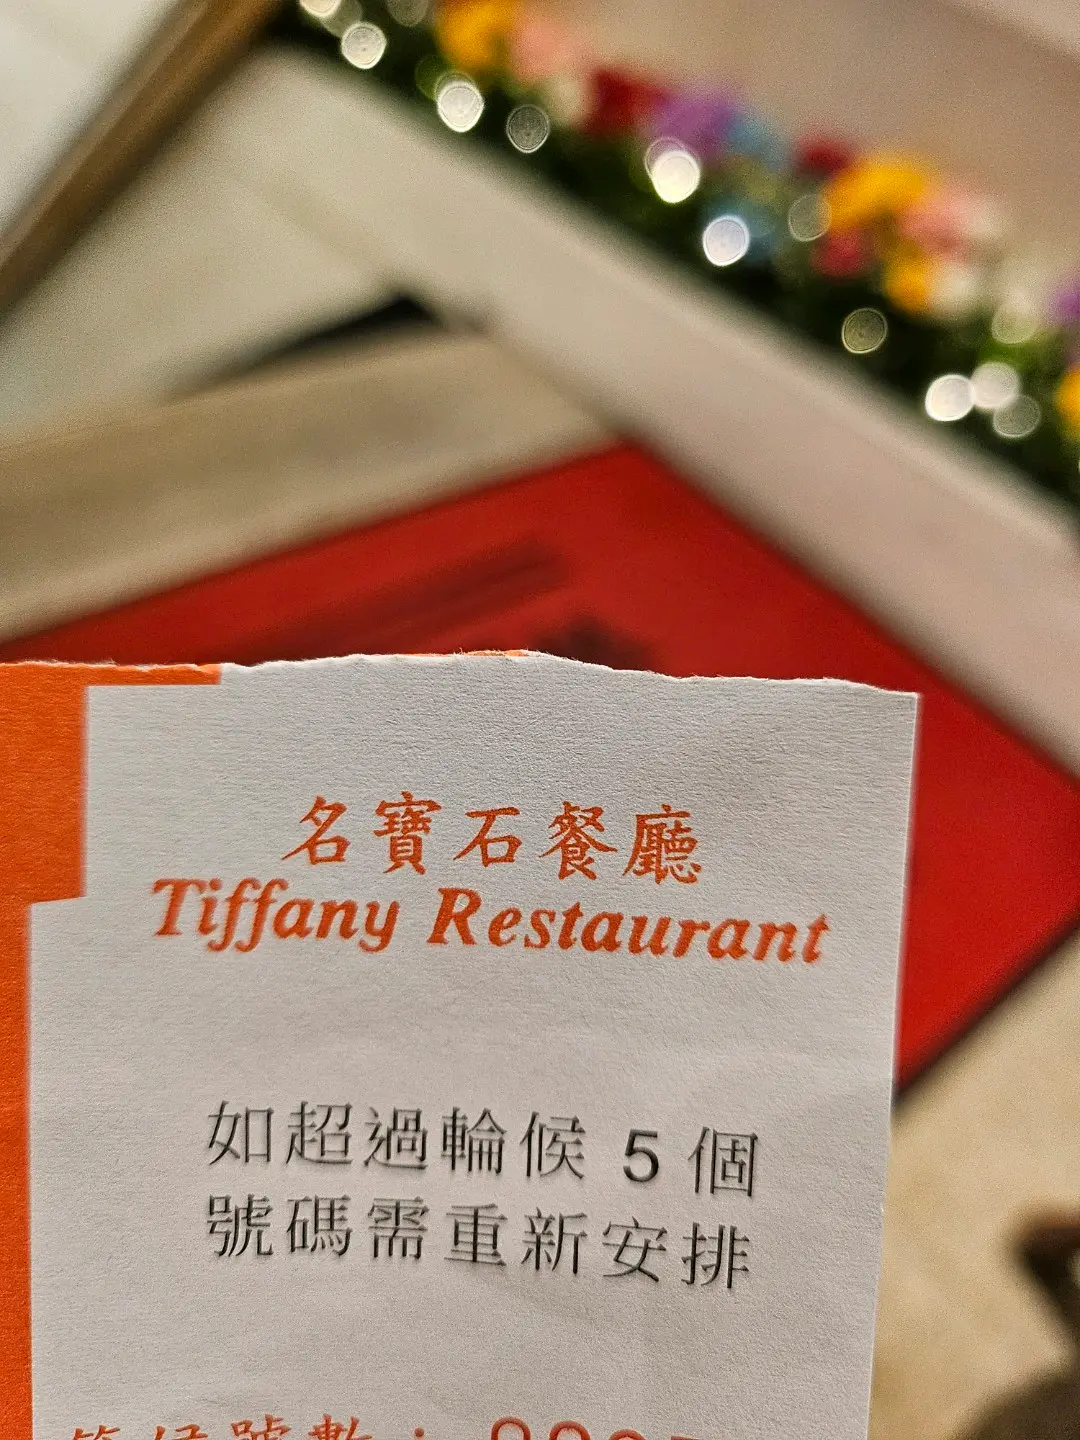 名寶石餐廳
Tiffany Restaurant
如超過輪候 5 個
號碼需重新安排